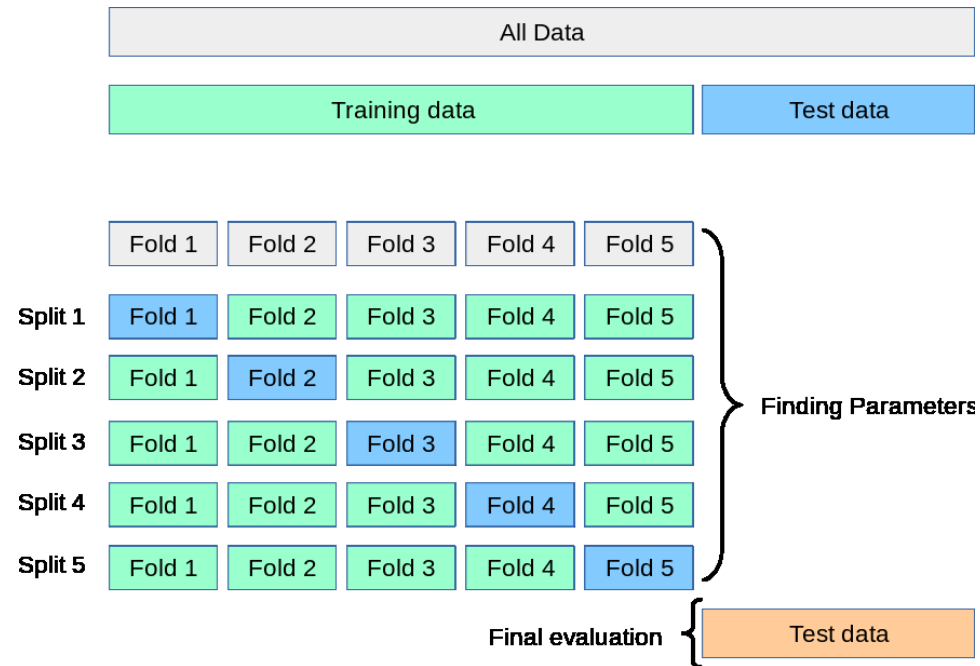 All Data
Training data Test data
Fold 1 Fold 2 Fold 3 Fold 4 Fold 5
Split 1 Fold 1 Fold 2 Fold 3 Fold 4 Fold 5
Split 2 Fold 1 Fold 2 Fold 3 Fold 4 Fold 5
Finding Parameters
Split 3 Fold 1 Fold 2 Fold 3 Fold 4 Fold 5
Split 4 Fold 1 Fold 2 Fold 3 Fold 4 Fold 5
Split 5 Fold 1 Fold 2 Fold 3 Fold 4 Fold 5
Final evaluation Test data